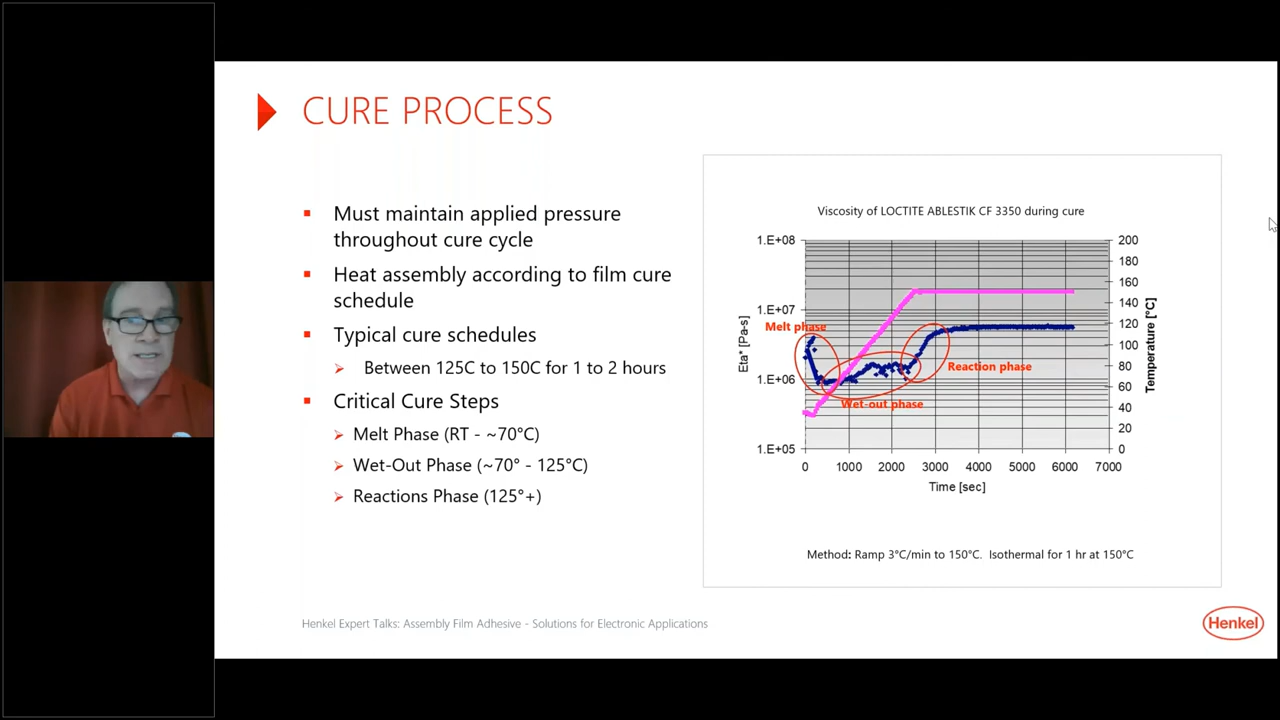 CURE PROCESS
Must maintain applied pressure
throughout cure cycle
Heat assembly according to film cure
schedule
Typical cure schedules
Between 125C to 150C for 1 to 2 hours
Critical Cure Steps
Melt Phase (RT - ~70°C)
Wet-Out Phase (~70° - 125°C)
Reactions Phase (125°+)
Viscosity of LOCTITE ABLESTIK CF 3350 during cure
1.E+08
1.E+07
1.E+06
1.E+05
Eta* [Pa-s]
200
180
160
140
120
100
80
60
40
20
0
Temperature [°C]
Melt phase
Reaction phase
Wet-out phase
0 1000 2000 3000 4000 5000 6000 7000
Time [sec]
Method: Ramp 3°C/min to 150°C. Isothermal for 1 hr at 150°C
Henkel Expert Talks: Assembly Film Adhesive - Solutions for Electronic Applications
Henkel